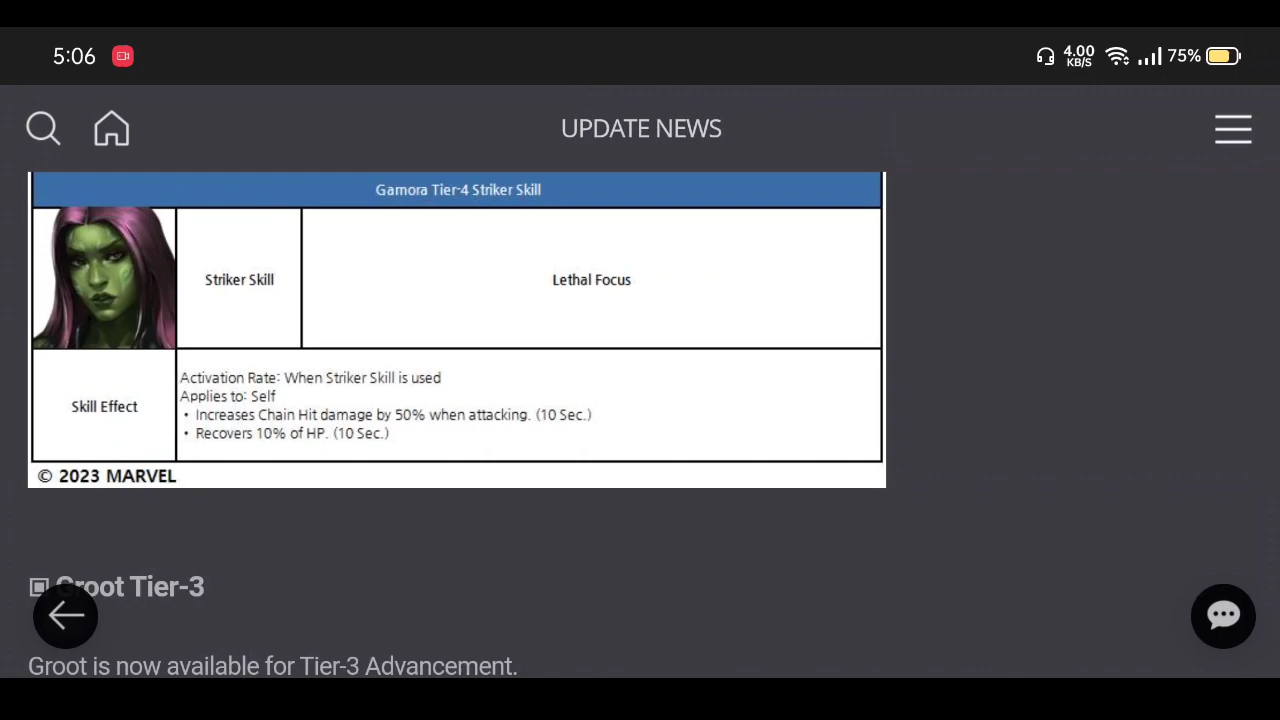 5:06
4.00
KB/S
75%
UPDATE NEWS
Gamora Tier-4 Striker Skill
Striker Skill
Lethal Focus
Skill Effect
Activation Rate: When Striker Skill is used
Applies to: Self
• Increases Chain Hit damage by 50% when attacking. (10 Sec.)
• Recovers 10% of HP. (10 Sec.)
© 2023 MARVEL
▣ Groot Tier-3
Groot is now available for Tier-3 Advancement.